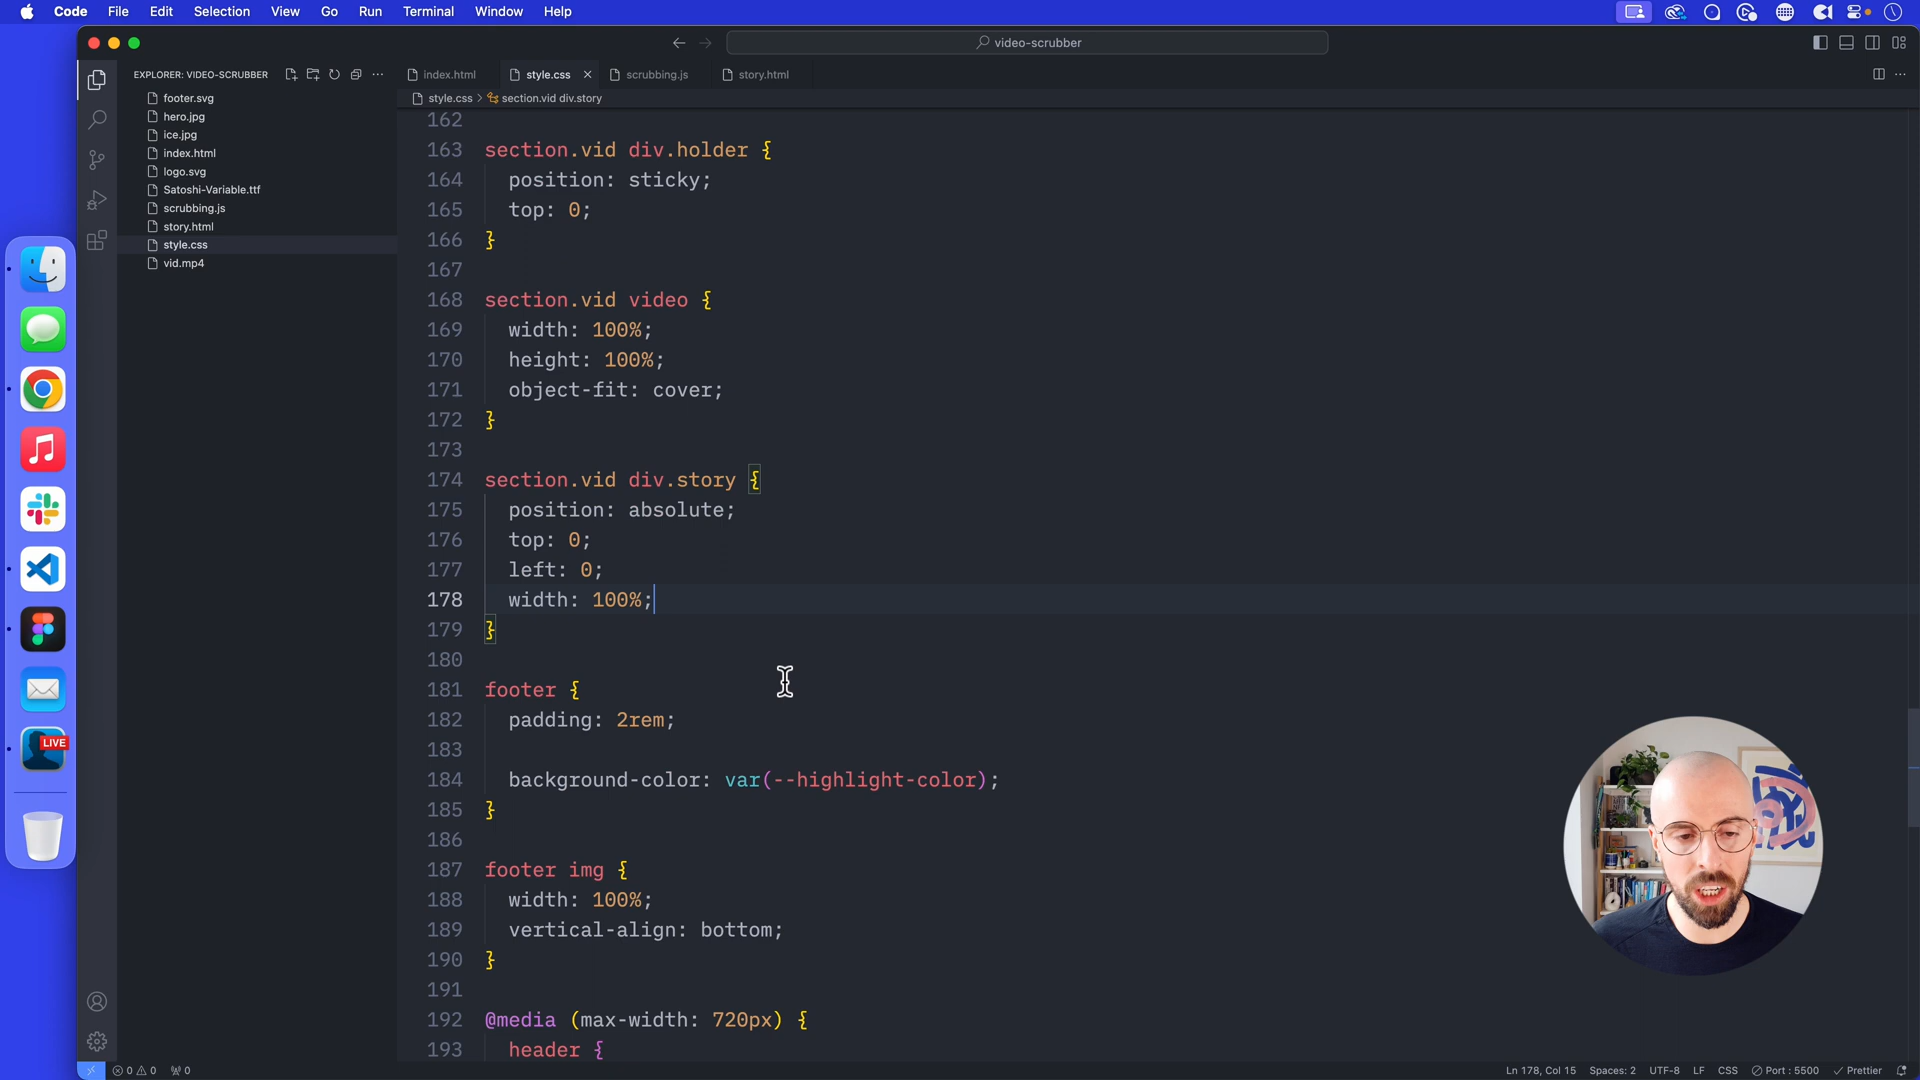 Code File Edit Selection View Go Run Terminal Window Help
video-scrubber
EXPLORER: VIDEO-SCRUBBER
footer.svg
hero.jpg
ice.jpg
index.html
logo.svg
Satoshi-Variable.ttf
scrubbing.js
story.html
style.css
vid.mp4
LIVE
index.html style.css scrubbing.js story.html
style.css > section.vid div.story
162
163 section.vid div.holder {
164 position: sticky;
165 top: 0;
166 }
167
168 section.vid video {
169 width: 100%;
170 height: 100%;
171 object-fit: cover;
172 }
173
174 section.vid div.story {
175 position: absolute;
176 top: 0;
177 left: 0;
178 width: 100%;
179 }
180
181 footer {
182 padding: 2rem;
183
184 background-color: var(--highlight-color);
185 }
186
187 footer img {
188 width: 100%;
189 vertical-align: bottom;
190 }
191
192 @media (max-width: 720px) {
193 header {
0 0 0 Ln 178, Col 15 Spaces: 2 UTF-8 LF CSS Port : 5500 Prettier